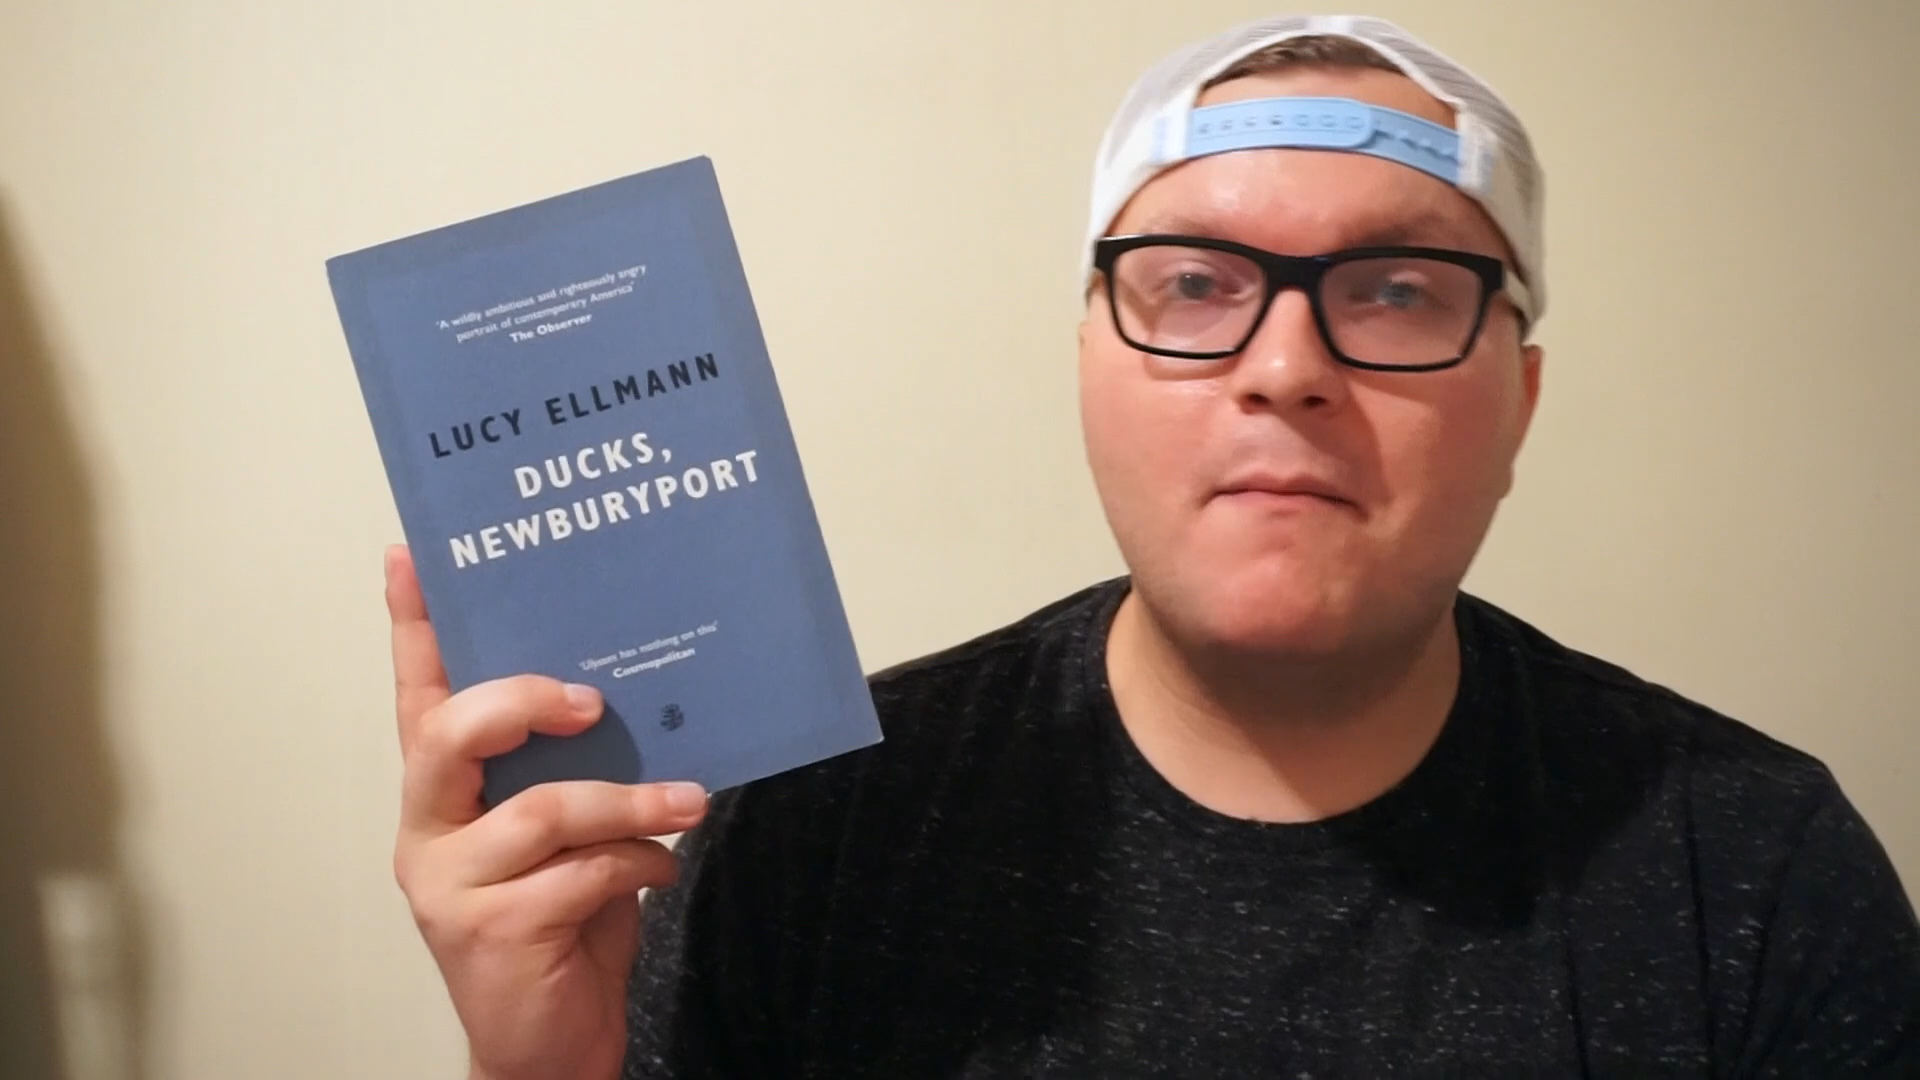 'A wildly ambitious and righteously angry
portrait of contemporary America'
The Observer
LUCY ELLMANN
DUCKS,
NEWBURYPORT
'Ulysses has nothing on this'
Cosmopolitan